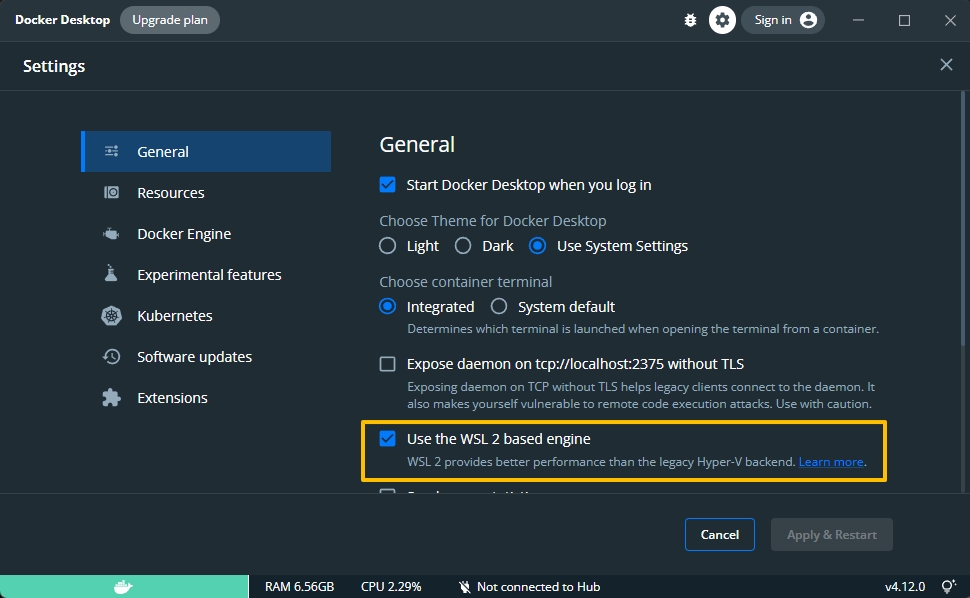 Docker Desktop Upgrade plan Sign in
Settings
General
Resources
Docker Engine
Experimental features
Kubernetes
Software updates
Extensions
General
Start Docker Desktop when you log in
Choose Theme for Docker Desktop
Light Dark Use System Settings
Choose container terminal
Integrated System default
Determines which terminal is launched when opening the terminal from a container.
Expose daemon on tcp://localhost:2375 without TLS
Exposing daemon on TCP without TLS helps legacy clients connect to the daemon. It
also makes yourself vulnerable to remote code execution attacks. Use with caution.
Use the WSL 2 based engine
WSL 2 provides better performance than the legacy Hyper-V backend. Learn more.
Cancel Apply & Restart
RAM 6.56GB CPU 2.29% Not connected to Hub v4.12.0